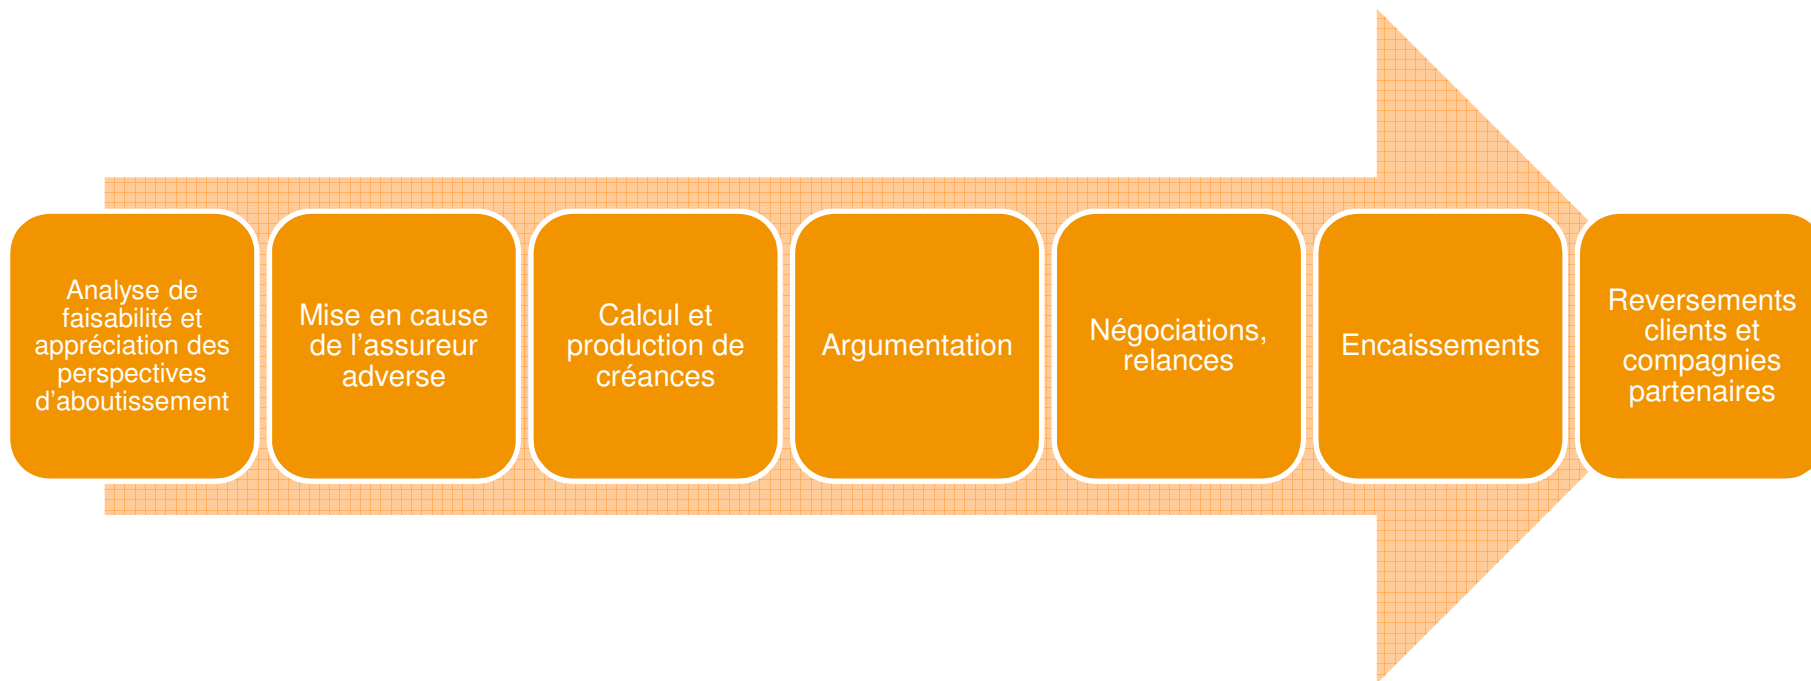 Analyse de
faisabilité et
appréciation des
perspectives
d’aboutissement
Mise en cause
de l’assureur
adverse
Calcul et
production de
créances
Argumentation
Négociations,
relances
Encaissements
Reversements
clients et
compagnies
partenaires